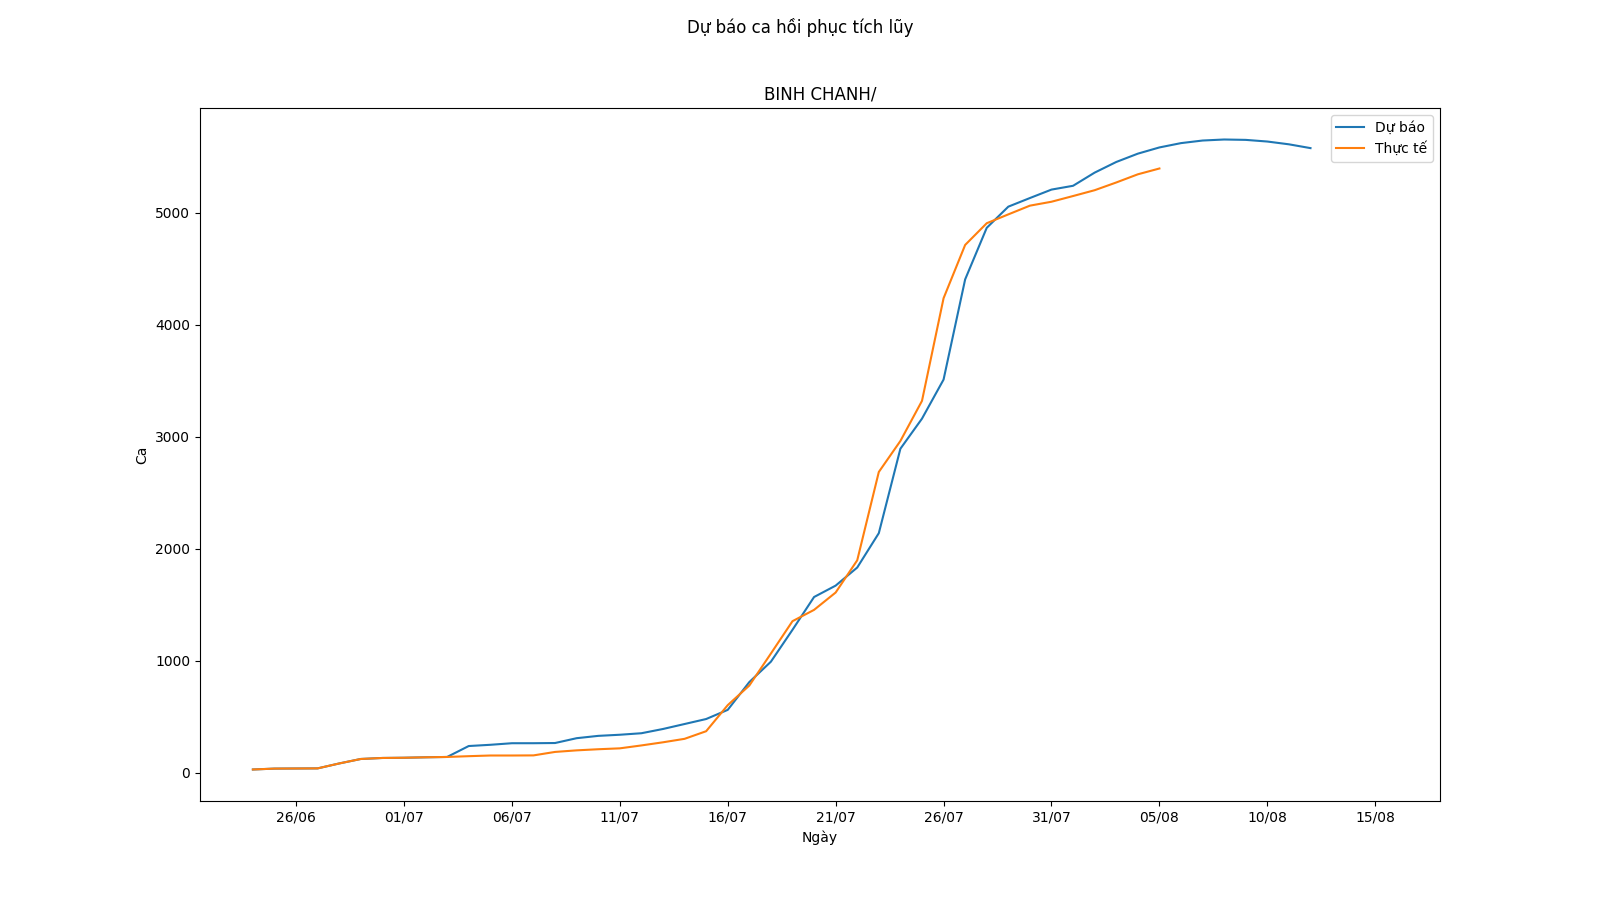 Dự báo ca hồi phục tích lũy
BINH CHANH/
Dự báo
Thực tế
5000
4000
3000
2000
1000
0
Ca
26/06 01/07 06/07 11/07 16/07 21/07 26/07 31/07 05/08 10/08 15/08
Ngày